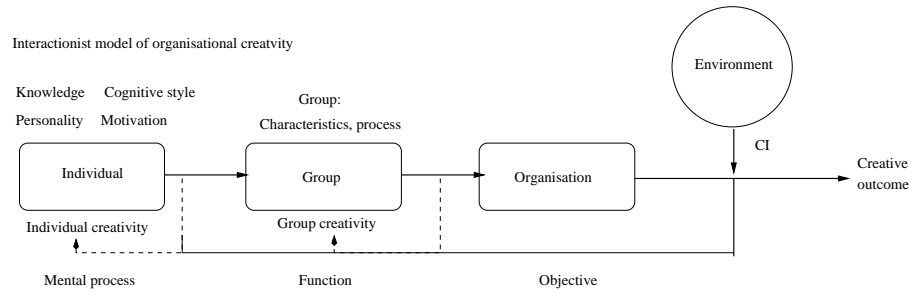 Interactionist model of organisational creatvity
Environment
Knowledge Cognitive style
Personality Motivation
Group:
Characteristics, process
CI
Individual
Group
Organisation
Creative
outcome
Individual creativity
Group creativity
Mental process
Function
Objective